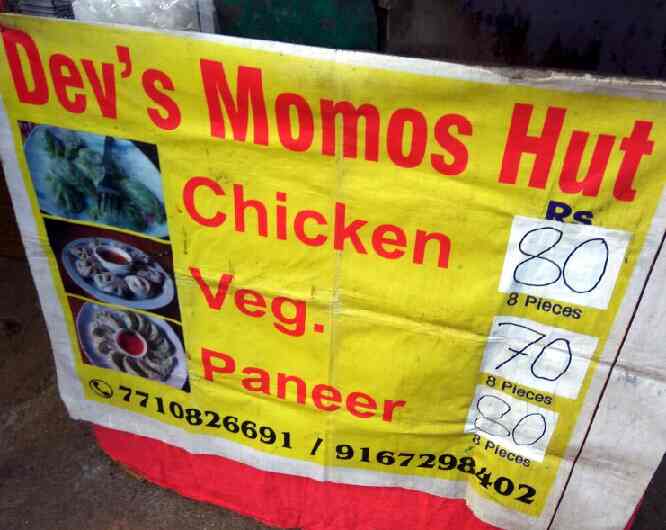 Dev's Momos Hut
Rs
Chicken 80
8 Pieces
Veg. 70
8 Pieces
Paneer 80
8 Pieces
7710826691 / 9167298402